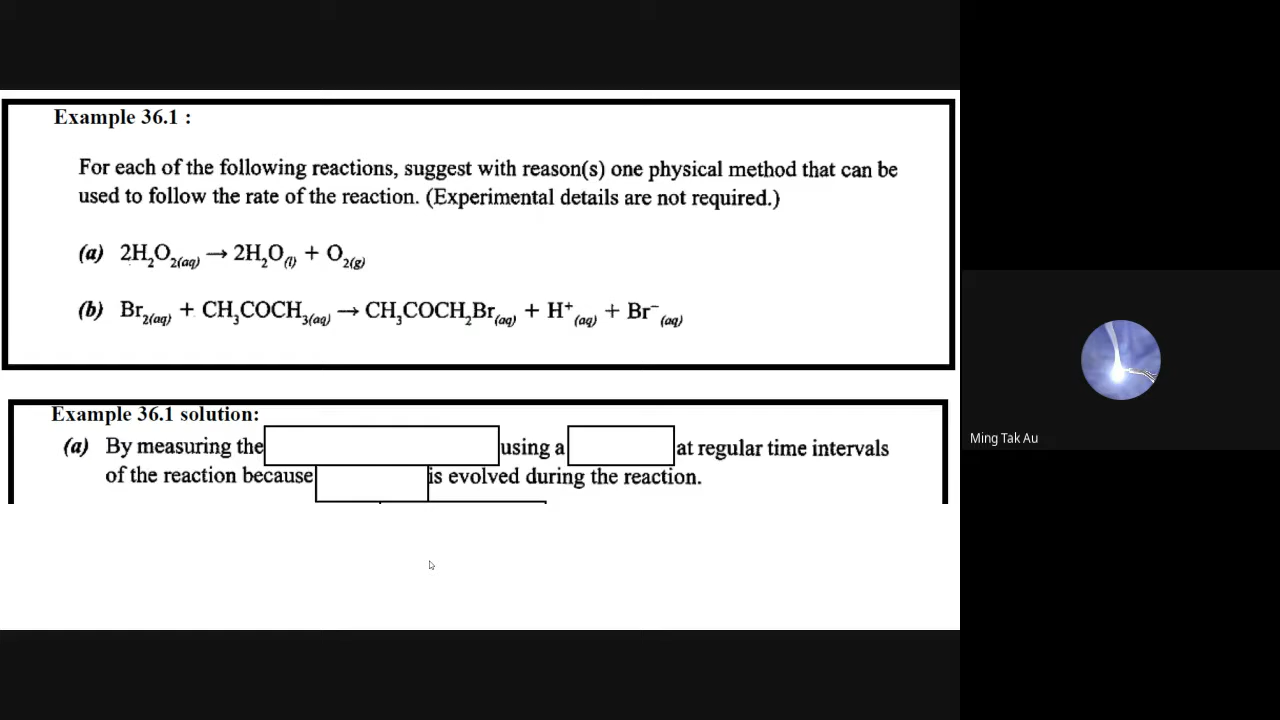 Example 36.1 :
For each of the following reactions, suggest with reason(s) one physical method that can be
used to follow the rate of the reaction. (Experimental details are not required.)
(a) 2H₂O₂(aq) → 2H₂O(l) + O₂(g)
(b) Br₂(aq) + CH₃COCH₃(aq) → CH₃COCH₂Br(aq) + H⁺(aq) + Br⁻(aq)
Example 36.1 solution:
(a) By measuring the using a at regular time intervals
of the reaction because is evolved during the reaction.
Ming Tak Au